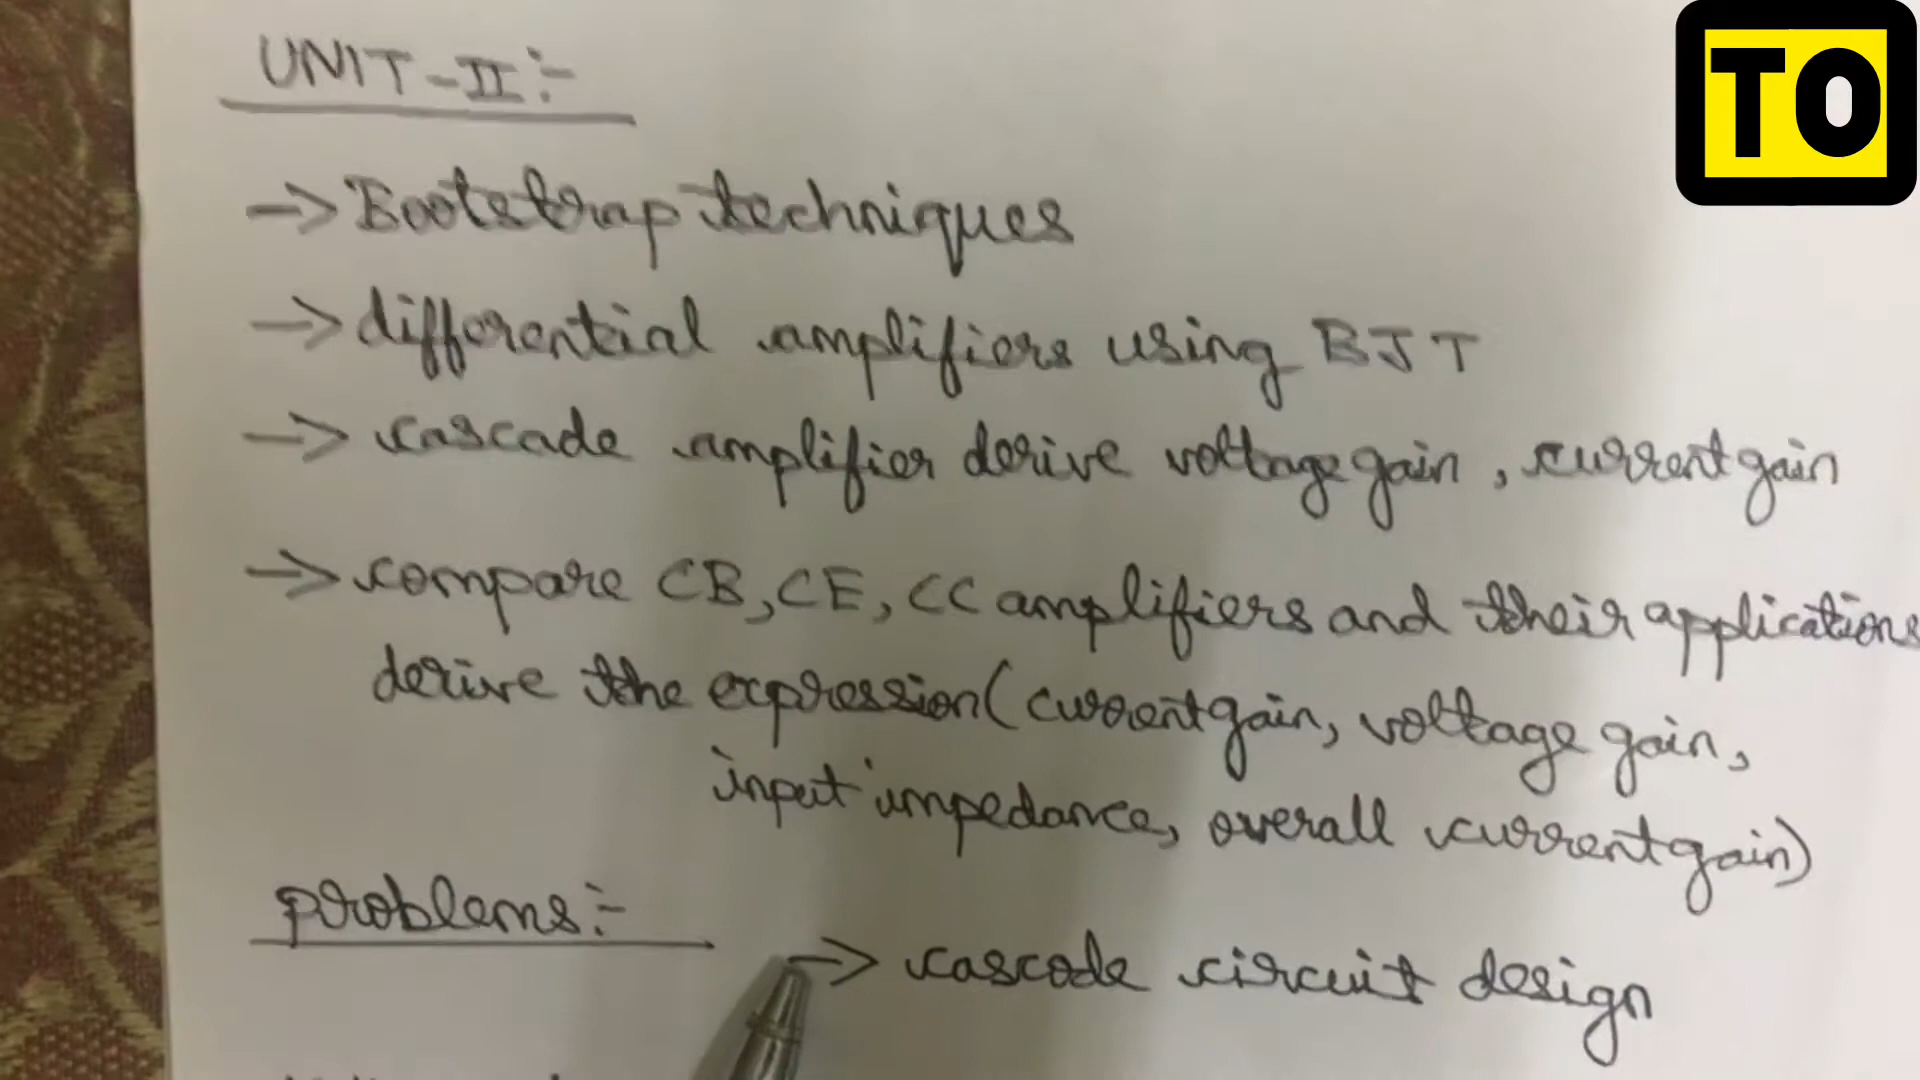 TO
UNIT-II:-
→ Bootstrap techniques
→ differential amplifiers using BJT
→ cascade amplifier derive voltage gain, current gain
→ compare CB, CE, CC amplifiers and their applications
derive the expression (current gain, voltage gain,
input impedance, overall current gain)
problems:-
→ cascode circuit design